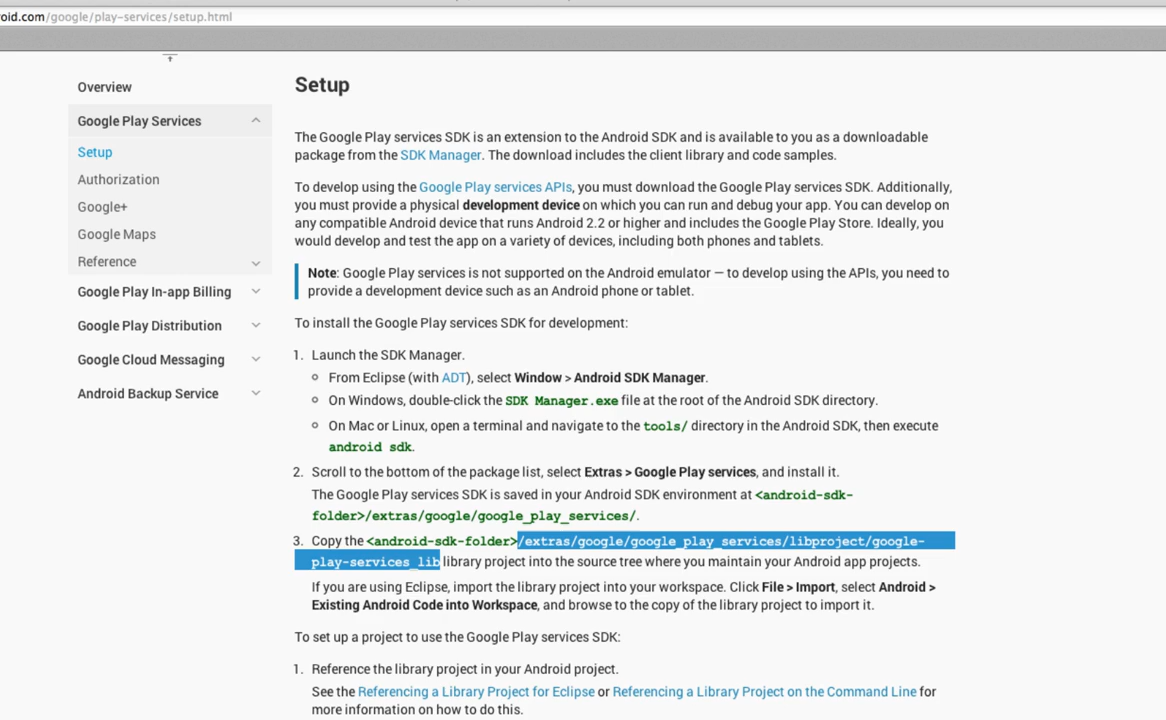 oid.com/google/play-services/setup.html
Overview
Google Play Services
Setup
Authorization
Google+
Google Maps
Reference
Google Play In-app Billing
Google Play Distribution
Google Cloud Messaging
Android Backup Service
Setup
The Google Play services SDK is an extension to the Android SDK and is available to you as a downloadable
package from the SDK Manager. The download includes the client library and code samples.
To develop using the Google Play services APIs, you must download the Google Play services SDK. Additionally,
you must provide a physical development device on which you can run and debug your app. You can develop on
any compatible Android device that runs Android 2.2 or higher and includes the Google Play Store. Ideally, you
would develop and test the app on a variety of devices, including both phones and tablets.
Note: Google Play services is not supported on the Android emulator — to develop using the APIs, you need to
provide a development device such as an Android phone or tablet.
To install the Google Play services SDK for development:
1. Launch the SDK Manager.
From Eclipse (with ADT), select Window > Android SDK Manager.
On Windows, double-click the SDK Manager.exe file at the root of the Android SDK directory.
On Mac or Linux, open a terminal and navigate to the tools/ directory in the Android SDK, then execute
android sdk.
2. Scroll to the bottom of the package list, select Extras > Google Play services, and install it.
The Google Play services SDK is saved in your Android SDK environment at <android-sdk-
folder>/extras/google/google_play_services/.
3. Copy the <android-sdk-folder>/extras/google/google_play_services/libproject/google-
play-services_lib library project into the source tree where you maintain your Android app projects.
If you are using Eclipse, import the library project into your workspace. Click File > Import, select Android >
Existing Android Code into Workspace, and browse to the copy of the library project to import it.
To set up a project to use the Google Play services SDK:
1. Reference the library project in your Android project.
See the Referencing a Library Project for Eclipse or Referencing a Library Project on the Command Line for
more information on how to do this.